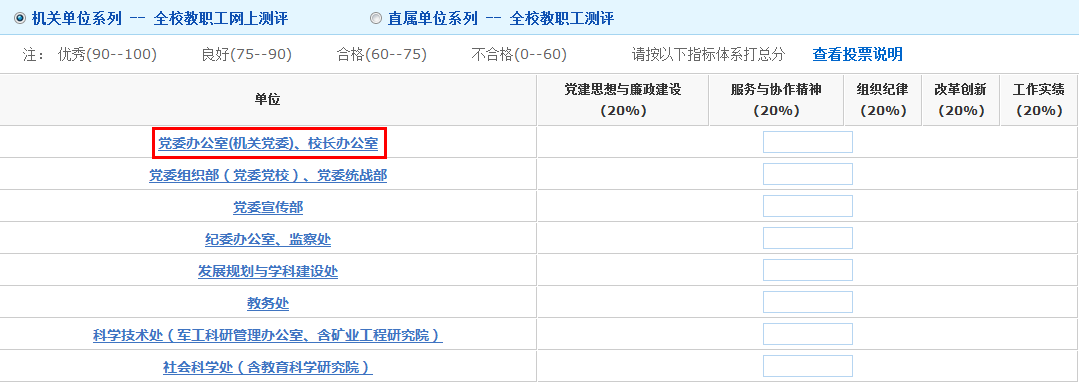 机关单位系列 -- 全校教职工网上测评 直属单位系列 -- 全校教职工测评
注： 优秀(90--100) 良好(75--90) 合格(60--75) 不合格(0--60) 请按以下指标体系打总分 查看投票说明
单位 党建思想与廉政建设（20%） 服务与协作精神（20%） 组织纪律（20%） 改革创新（20%） 工作实绩（20%）
党委办公室(机关党委)、校长办公室
党委组织部（党委党校）、党委统战部
党委宣传部
纪委办公室、监察处
发展规划与学科建设处
教务处
科学技术处（军工科研管理办公室、含矿业工程研究院）
社会科学处（含教育科学研究院）